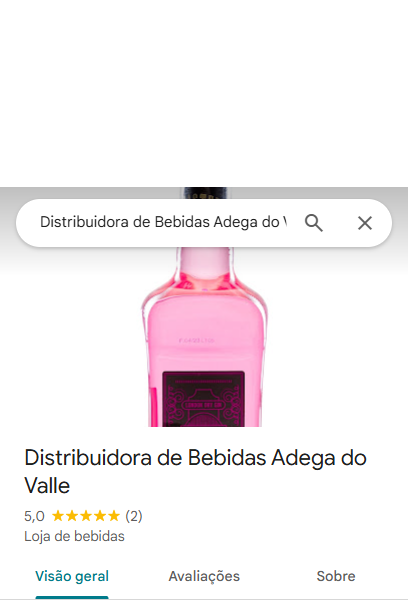 Distribuidora de Bebidas Adega do V
Distribuidora de Bebidas Adega do
Valle
5,0 ★★★★★ (2)
Loja de bebidas
Visão geral Avaliações Sobre